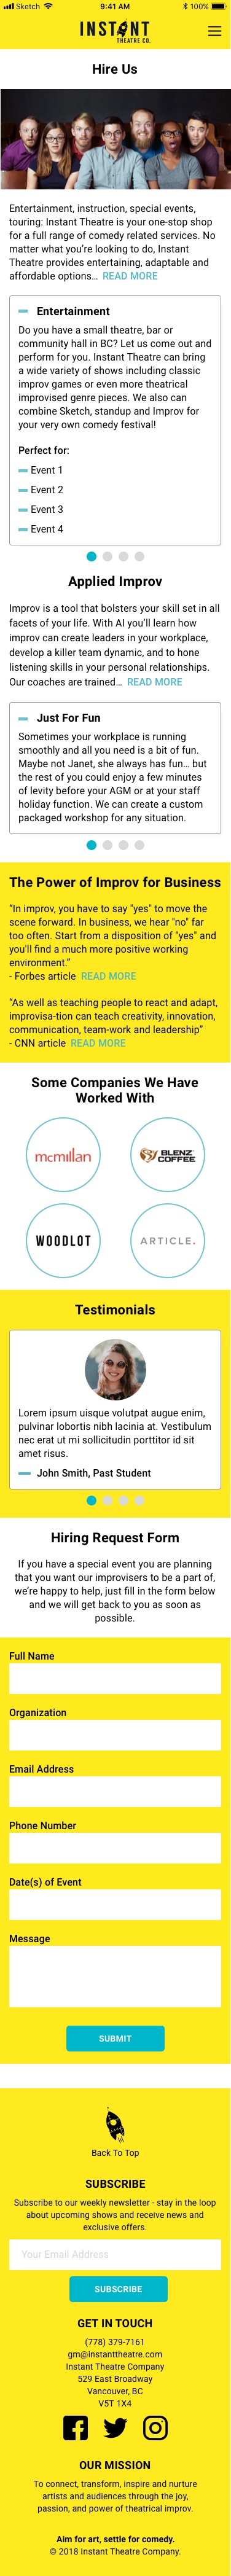 Sketch 9:41 AM 100%
INSTANT
THEATRE CO.
Hire Us
Entertainment, instruction, special events,
touring: Instant Theatre is your one-stop shop
for a full range of comedy related services. No
matter what you're looking to do, Instant
Theatre provides entertaining, adaptable and
affordable options... READ MORE
Entertainment
Do you have a small theatre, bar or
community hall in BC? Let us come out and
perform for you. Instant Theatre can bring
a wide variety of shows including classic
improv games or even more theatrical
improvised genre pieces. We also can
combine Sketch, standup and Improv for
your very own comedy festival!
Perfect for:
Event 1
Event 2
Event 3
Event 4
Applied Improv
Improv is a tool that bolsters your skill set in all
facets of your life. With AI you'll learn how
improv can create leaders in your workplace,
develop a killer team dynamic, and to hone
listening skills in your personal relationships.
Our coaches are trained... READ MORE
Just For Fun
Sometimes your workplace is running
smoothly and all you need is a bit of fun.
Maybe not Janet, she always has fun... but
the rest of you could enjoy a few minutes
of levity before your AGM or at your staff
holiday function. We can create a custom
packaged workshop for any situation.
The Power of Improv for Business
"In improv, you have to say "yes" to move the
scene forward. In business, we hear "no" far
too often. Start from a disposition of "yes" and
you'll find a much more positive working
environment."
- Forbes article READ MORE
"As well as teaching people to react and adapt,
improvisa-tion can teach creativity, innovation,
communication, team-work and leadership"
- CNN article READ MORE
Some Companies We Have
Worked With
mcmillan
BLENZ
COFFEE
WOODLOT
ARTICLE.
Testimonials
Lorem ipsum uisque volutpat augue enim,
pulvinar lobortis nibh lacinia at. Vestibulum
nec erat ut mi sollicitudin porttitor id sit
amet risus.
John Smith, Past Student
Hiring Request Form
If you have a special event you are planning
that you want our improvisers to be a part of,
we're happy to help, just fill in the form below
and we will get back to you as soon as
possible.
Full Name
Organization
Email Address
Phone Number
Date(s) of Event
Message
SUBMIT
Back To Top
SUBSCRIBE
Subscribe to our weekly newsletter - stay in the loop
about upcoming shows and receive news and
exclusive offers.
Your Email Address
SUBSCRIBE
GET IN TOUCH
(778) 379-7161
gm@instanttheatre.com
Instant Theatre Company
529 East Broadway
Vancouver, BC
V5T 1X4
OUR MISSION
To connect, transform, inspire and nurture
artists and audiences through the joy,
passion, and power of theatrical improv.
Aim for art, settle for comedy.
© 2018 Instant Theatre Company.